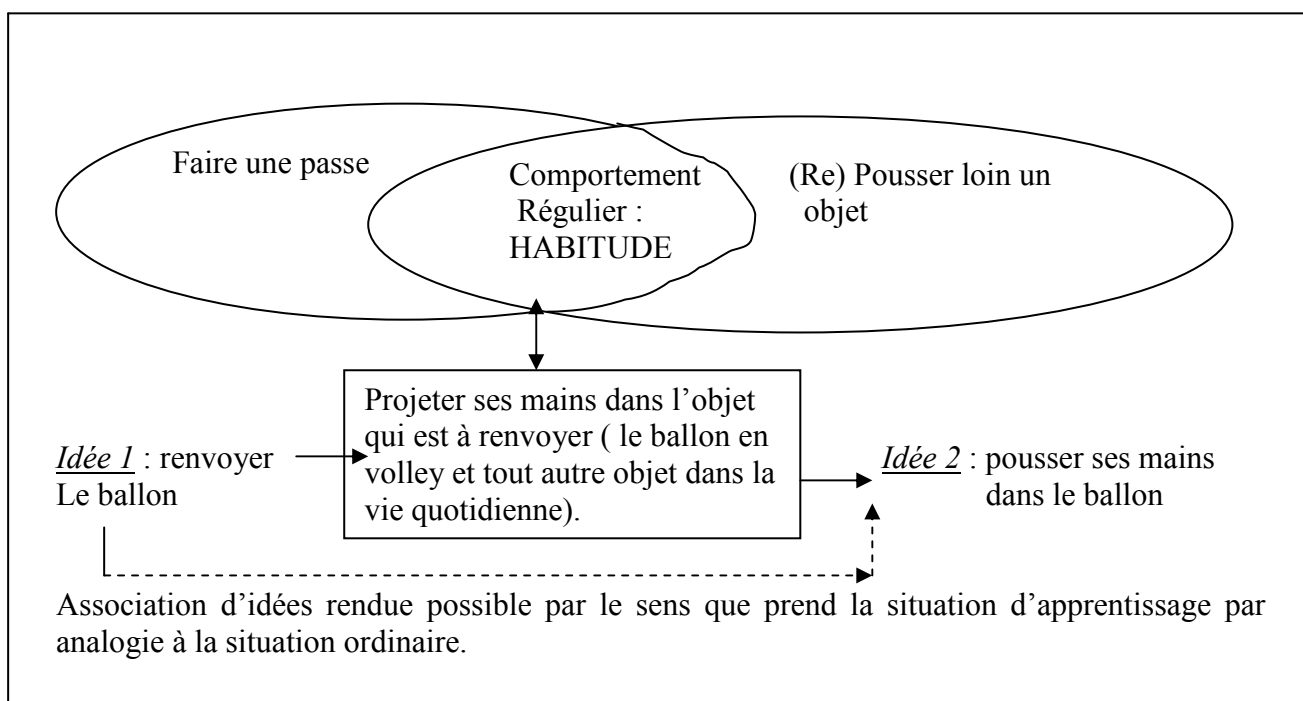 Faire une passe
Comportement
Régulier :
HABITUDE
(Re) Pousser loin un
objet
Projeter ses mains dans l’objet
qui est à renvoyer ( le ballon en
volley et tout autre objet dans la
vie quotidienne).
Idée 1 : renvoyer
Le ballon
Idée 2 : pousser ses mains
dans le ballon
Association d’idées rendue possible par le sens que prend la situation d’apprentissage par
analogie à la situation ordinaire.